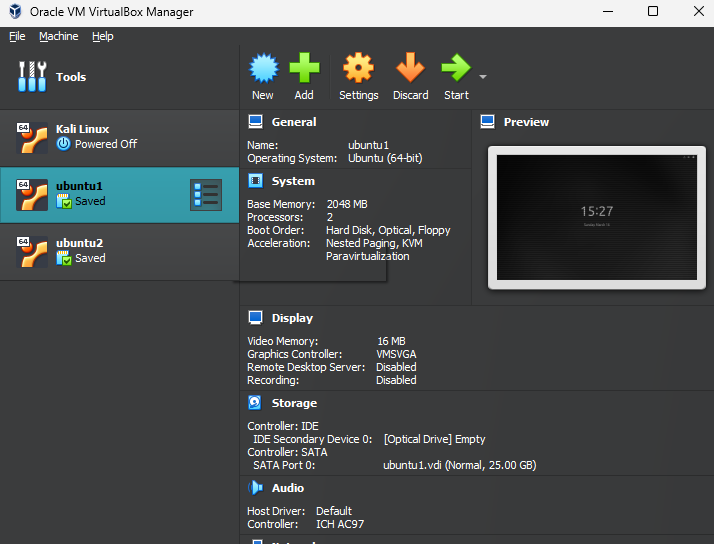 Oracle VM VirtualBox Manager
File Machine Help
Tools
New Add Settings Discard Start
64
Kali Linux
Powered Off
64
ubuntu1
Saved
64
ubuntu2
Saved
General
Name: ubuntu1
Operating System: Ubuntu (64-bit)
System
Base Memory: 2048 MB
Processors: 2
Boot Order: Hard Disk, Optical, Floppy
Acceleration: Nested Paging, KVM
Paravirtualization
Preview
15:27
Display
Video Memory: 16 MB
Graphics Controller: VMSVGA
Remote Desktop Server: Disabled
Recording: Disabled
Storage
Controller: IDE
IDE Secondary Device 0: [Optical Drive] Empty
Controller: SATA
SATA Port 0: ubuntu1.vdi (Normal, 25.00 GB)
Audio
Host Driver: Default
Controller: ICH AC97